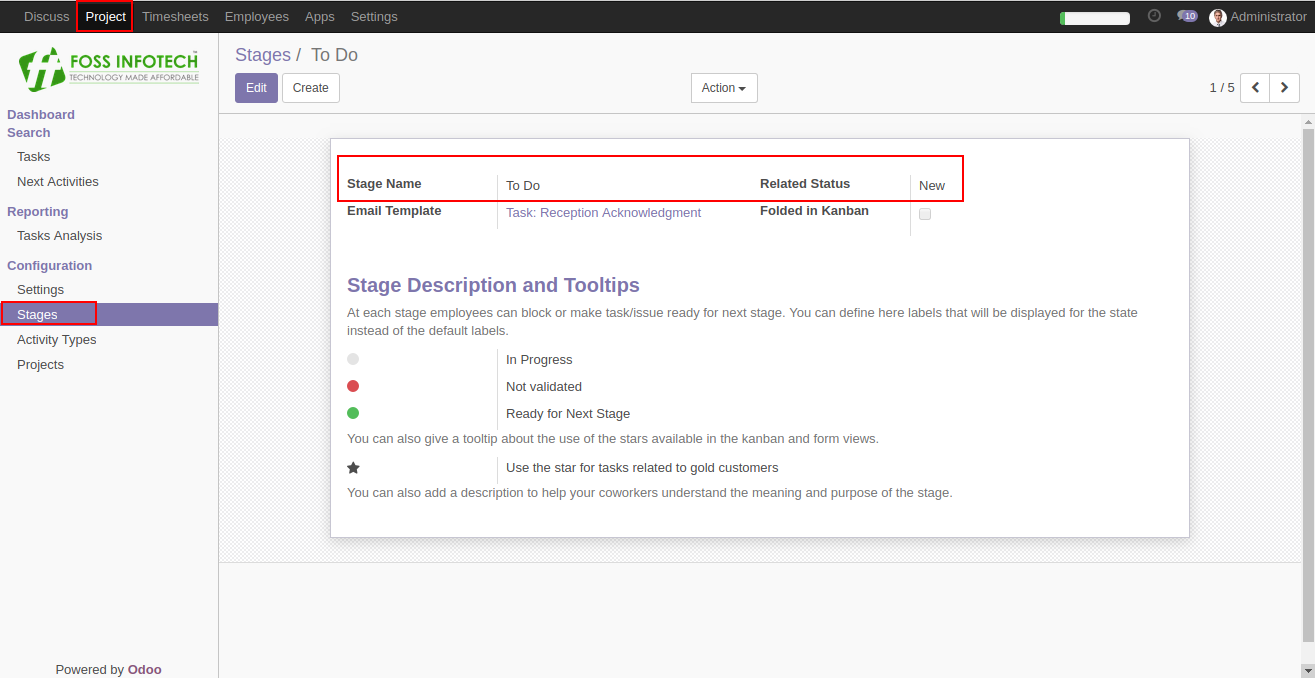 Discuss Project Timesheets Employees Apps Settings 10 Administrator
FOSS INFOTECH™
TECHNOLOGY MADE AFFORDABLE
Dashboard
Search
Tasks
Next Activities
Reporting
Tasks Analysis
Configuration
Settings
Stages
Activity Types
Projects
Powered by Odoo
Stages / To Do
Edit Create Action 1 / 5
Stage Name To Do Related Status New
Email Template Task: Reception Acknowledgment Folded in Kanban
Stage Description and Tooltips
At each stage employees can block or make task/issue ready for next stage. You can define here labels that will be displayed for the state
instead of the default labels.
In Progress
Not validated
Ready for Next Stage
You can also give a tooltip about the use of the stars available in the kanban and form views.
Use the star for tasks related to gold customers
You can also add a description to help your coworkers understand the meaning and purpose of the stage.